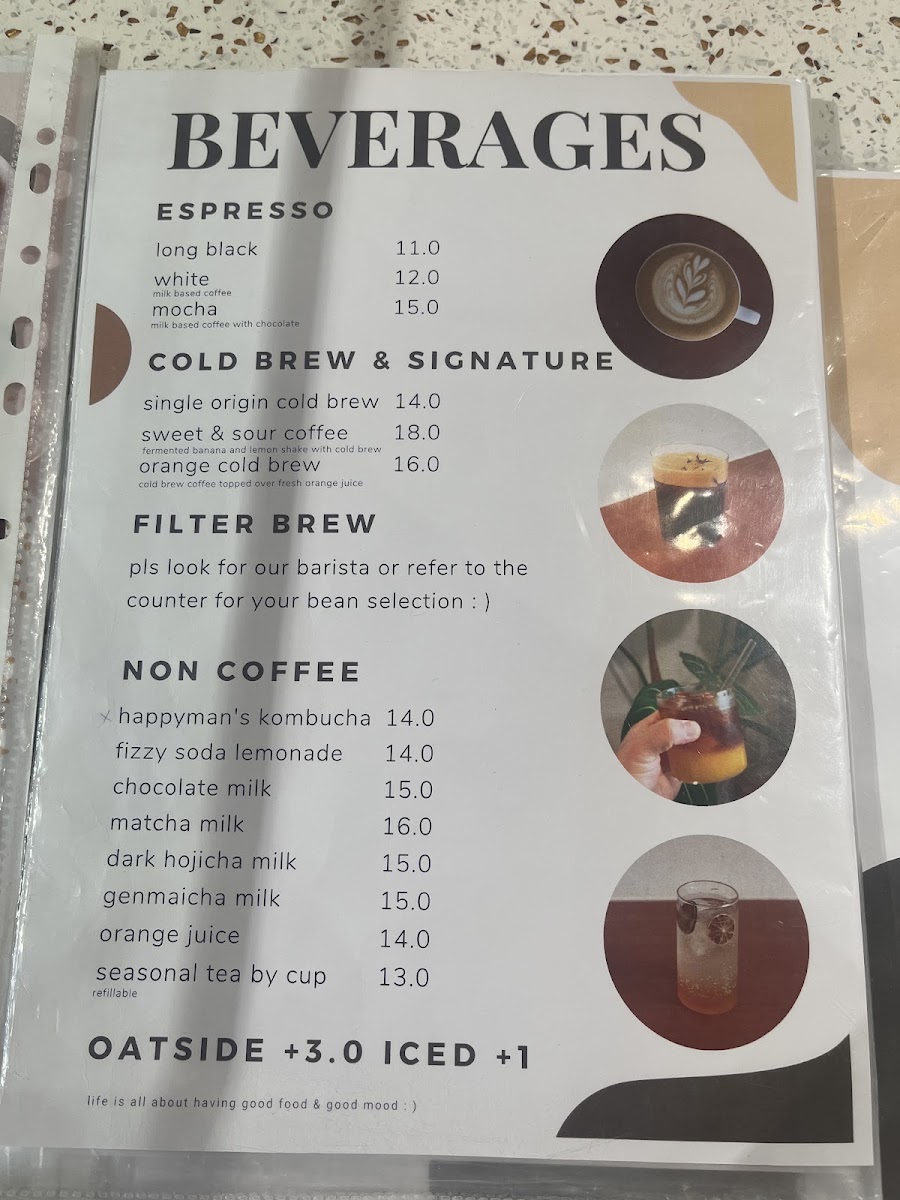 BEVERAGES
ESPRESSO
long black 11.0
white 12.0
milk based coffee
mocha 15.0
milk based coffee with chocolate
COLD BREW & SIGNATURE
single origin cold brew 14.0
sweet & sour coffee 18.0
fermented banana and lemon shake with cold brew
orange cold brew 16.0
cold brew coffee topped over fresh orange juice
FILTER BREW
pls look for our barista or refer to the
counter for your bean selection : )
NON COFFEE
x happyman's kombucha 14.0
fizzy soda lemonade 14.0
chocolate milk 15.0
matcha milk 16.0
dark hojicha milk 15.0
genmaicha milk 15.0
orange juice 14.0
seasonal tea by cup 13.0
refillable
OATSIDE +3.0 ICED +1
life is all about having good food & good mood : )